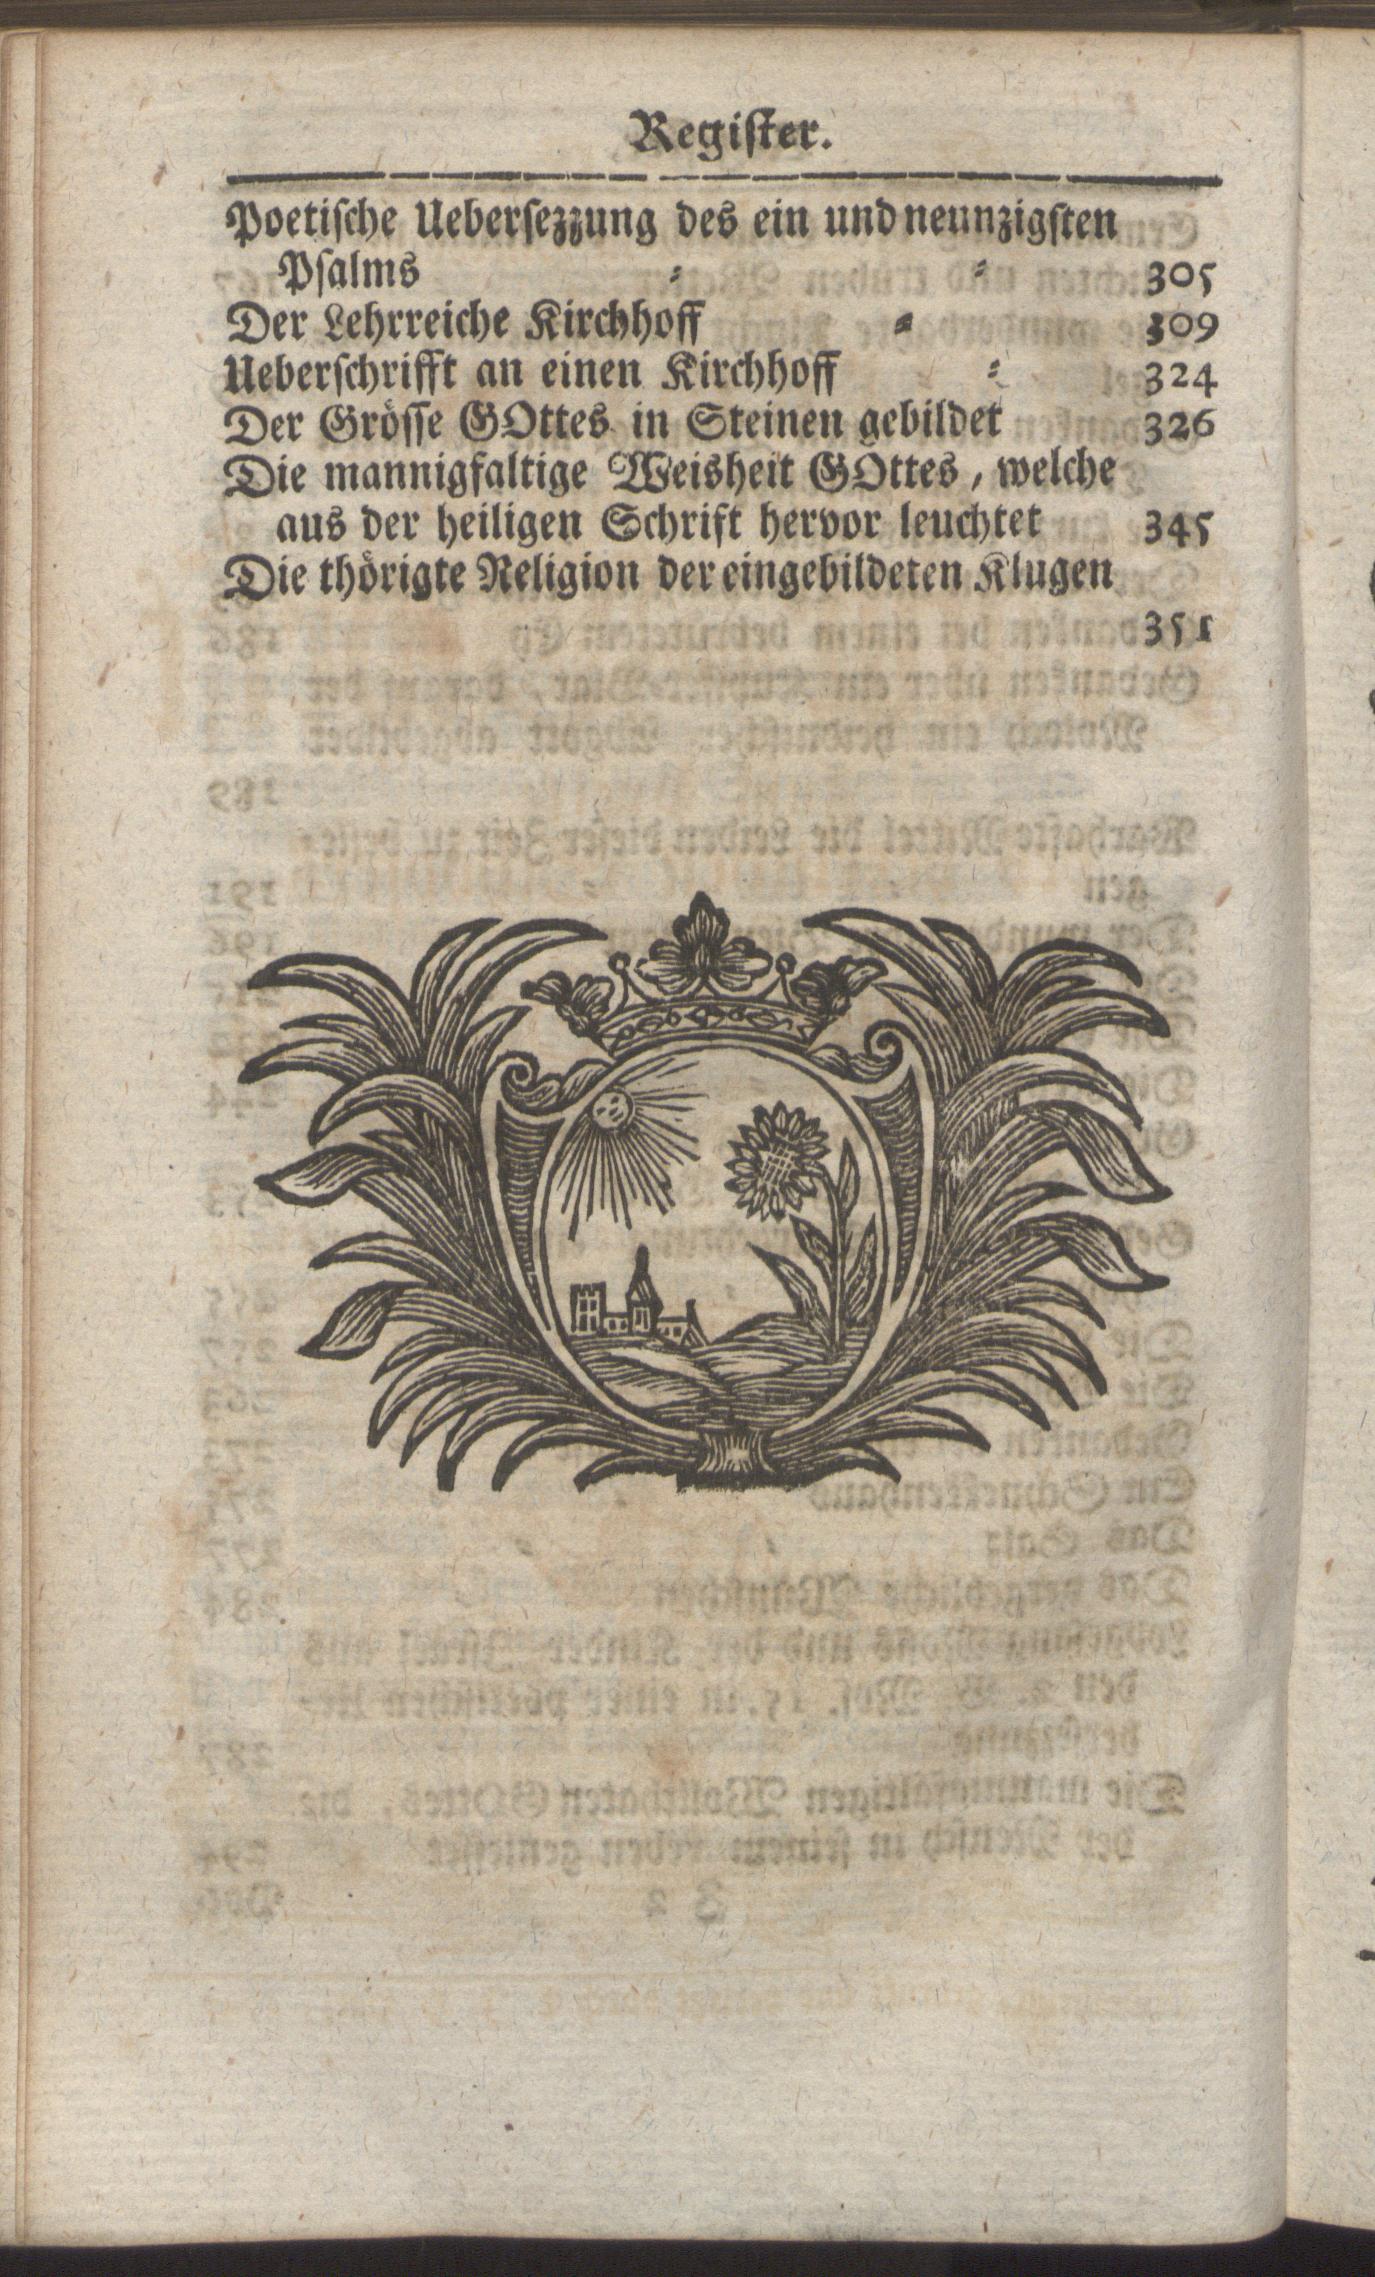 Regiſter.
Poetiſche Ueberſezzung des ein und neunzigſten
Pſalms = = 305
Der Lehrreiche Kirchhoff = 309
Ueberſchrifft an einen Kirchhoff = 324
Der Gröſſe GOttes in Steinen gebildet 326
Die mannigfaltige Weisheit GOttes, welche
aus der heiligen Schrift hervor leuchtet 345
Die thörigte Religion der eingebildeten Klugen
351